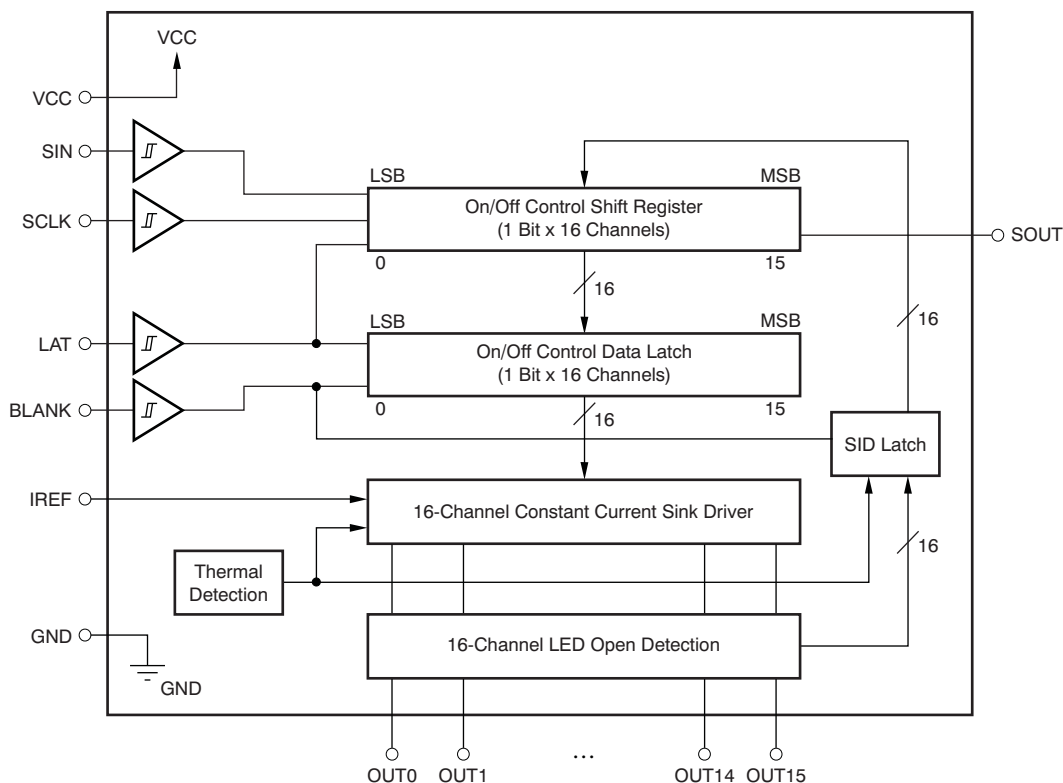 VCC
VCC
SIN
LSB
MSB
On/Off Control Shift Register
(1 Bit x 16 Channels)
SCLK
SOUT
0
15
16
16
LSB
MSB
LAT
On/Off Control Data Latch
(1 Bit x 16 Channels)
BLANK
0
15
16
SID Latch
IREF
16-Channel Constant Current Sink Driver
16
Thermal
Detection
GND
16-Channel LED Open Detection
GND
OUT0
OUT1
...
OUT14
OUT15